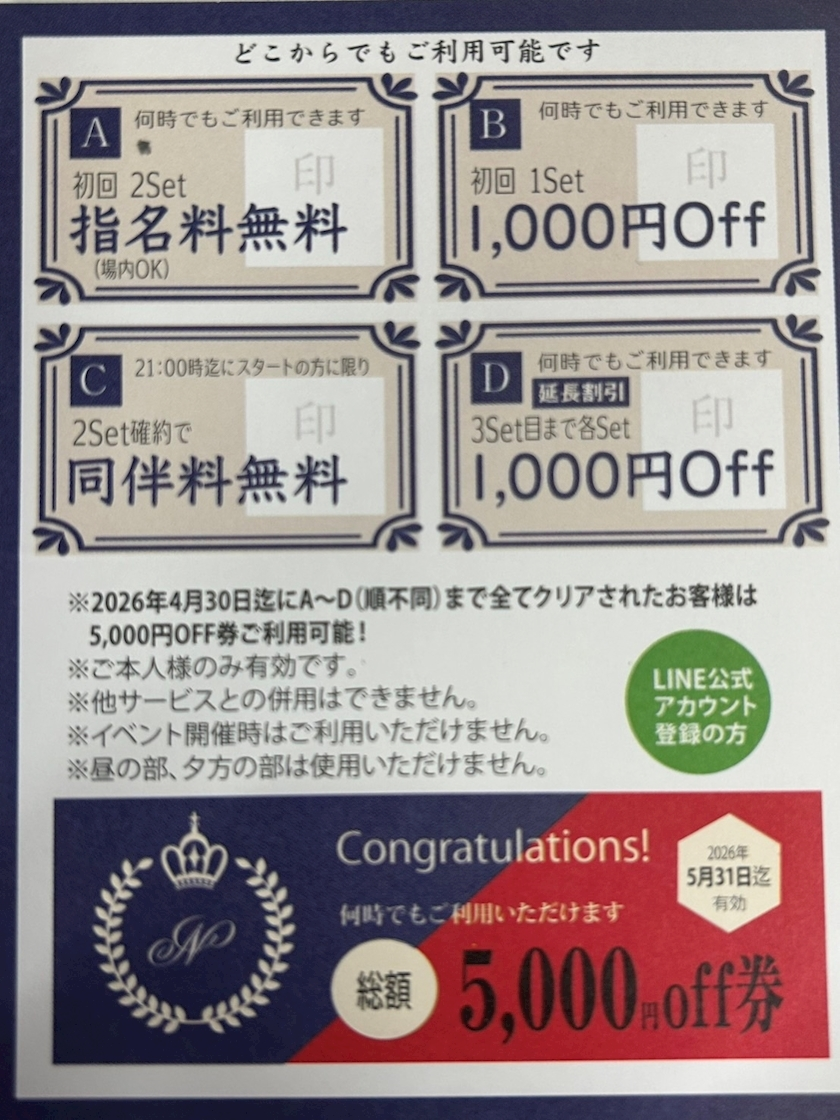 どこからでもご利用可能です
A
何時でもご利用できます
印
初回 2Set
指名料無料
(場内OK)
B
何時でもご利用できます
印
初回 1Set
1,000円Off
C
21:00時迄にスタートの方に限り
印
2Set確約で
同伴料無料
D
何時でもご利用できます
延長割引
印
3Set目まで各Set
1,000円Off
※2026年4月30日迄にA〜D(順不同)まで全てクリアされたお客様は
5,000円OFF券ご利用可能!
※ご本人様のみ有効です。
※他サービスとの併用はできません。
※イベント開催時はご利用いただけません。
※昼の部、夕方の部は使用いただけません。
LINE公式
アカウント
登録の方
Congratulations!
何時でもご利用いただけます
2026年
5月31日迄
有効
N
総額
5,000円off券